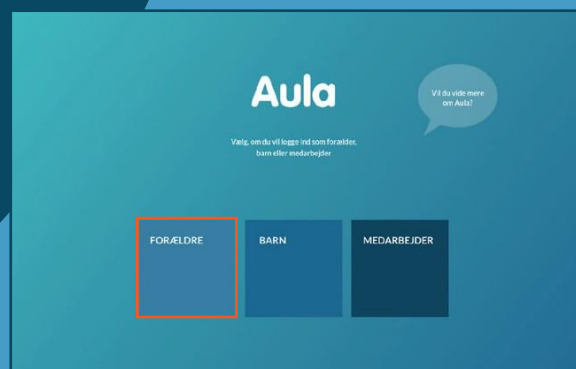 Aula
Vil du vide mere
om Aula?
Vælg, om du vil logge ind som forælder,
barn eller medarbejder
FORÆLDRE
BARN
MEDARBEJDER